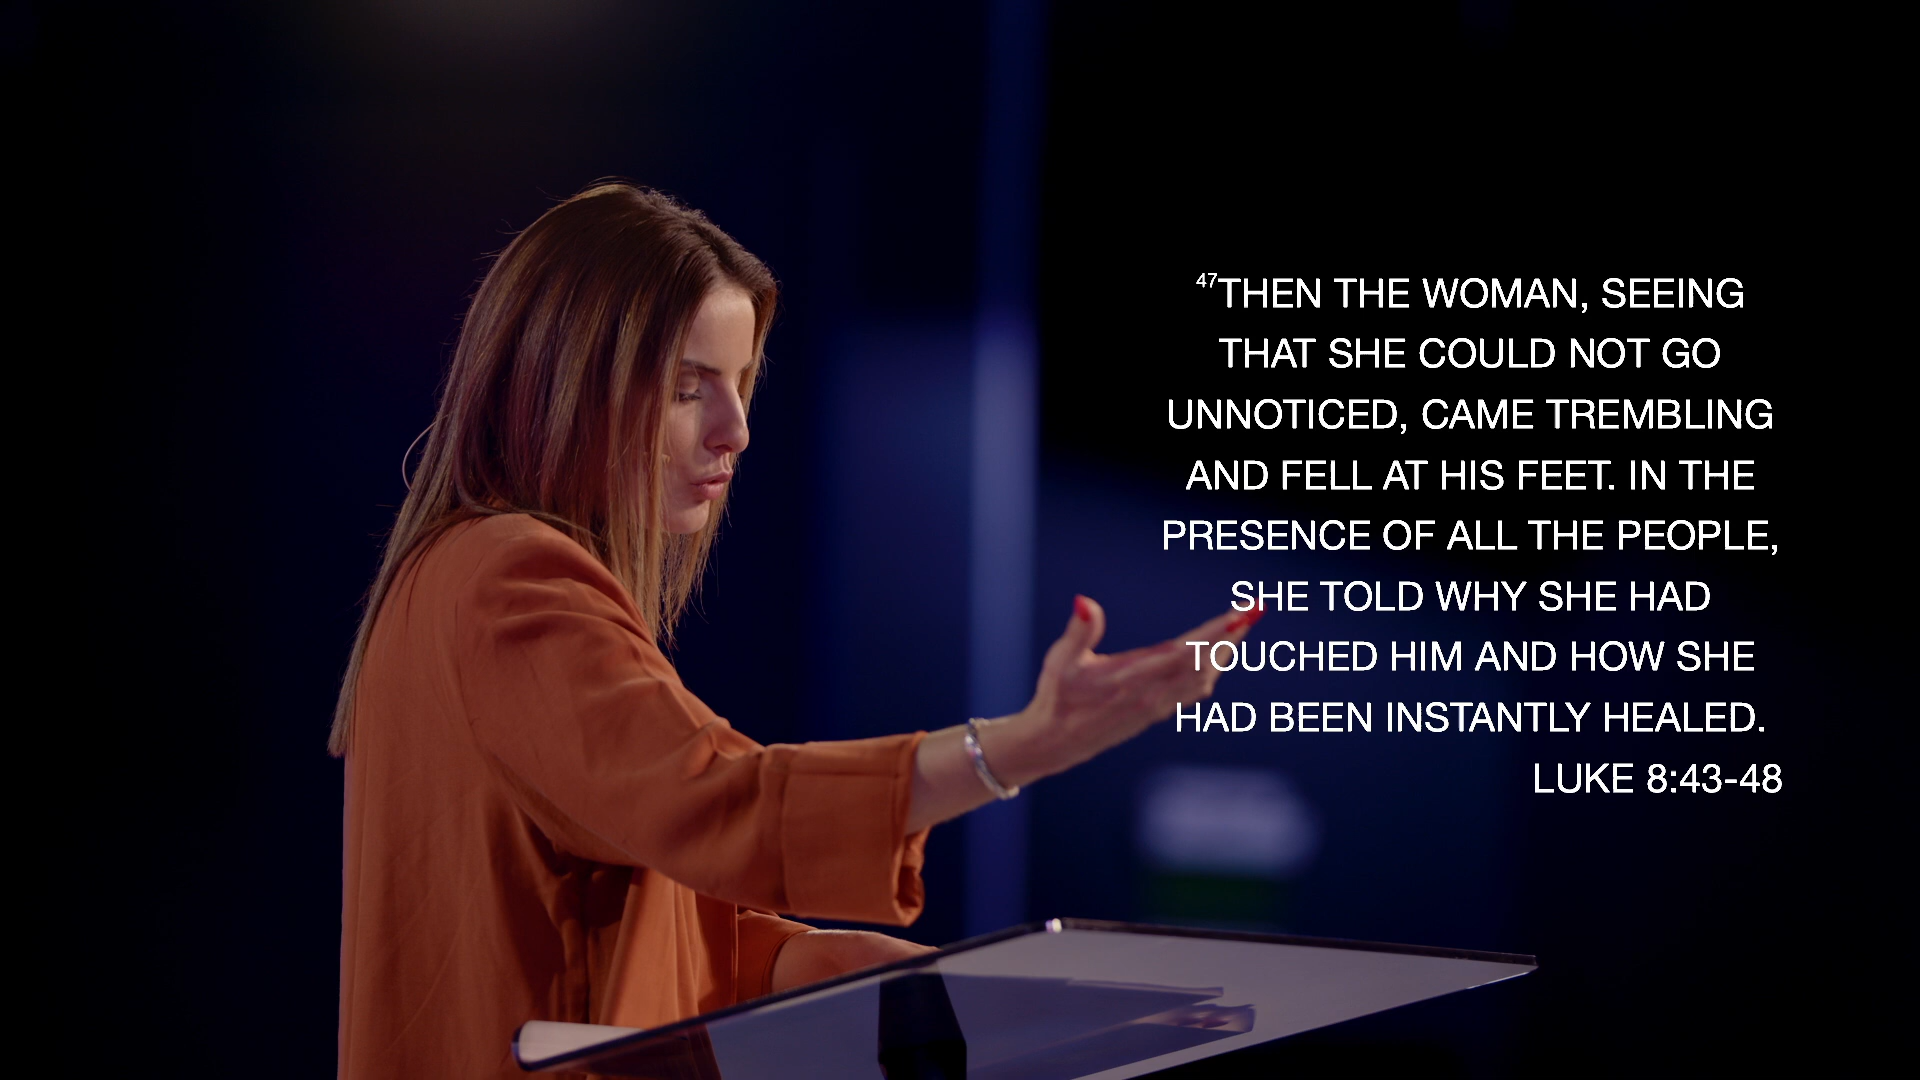 47THEN THE WOMAN, SEEING
THAT SHE COULD NOT GO
UNNOTICED, CAME TREMBLING
AND FELL AT HIS FEET. IN THE
PRESENCE OF ALL THE PEOPLE,
SHE TOLD WHY SHE HAD
TOUCHED HIM AND HOW SHE
HAD BEEN INSTANTLY HEALED.
LUKE 8:43-48